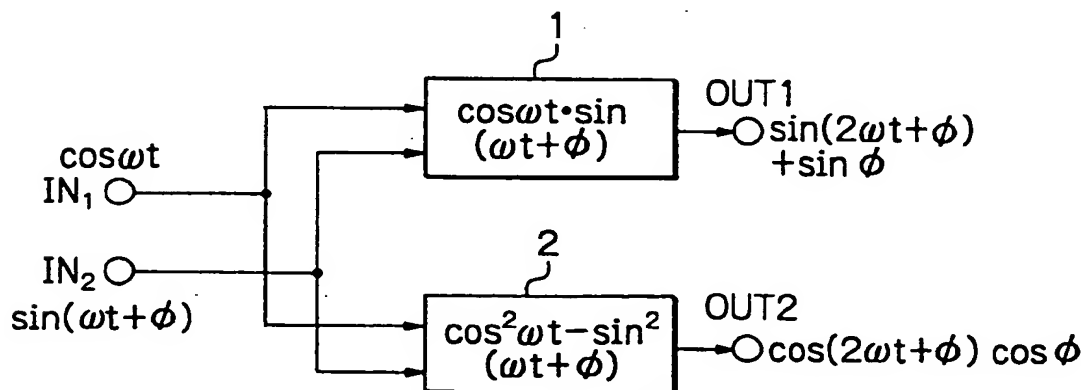 1
cosωt•sin
(ωt+ϕ)
OUT1
sin(2ωt+ϕ)
+sin ϕ
cosωt
IN₁
IN₂
sin(ωt+ϕ)
2
cos²ωt−sin²
(ωt+ϕ)
OUT2
cos(2ωt+ϕ) cos ϕ